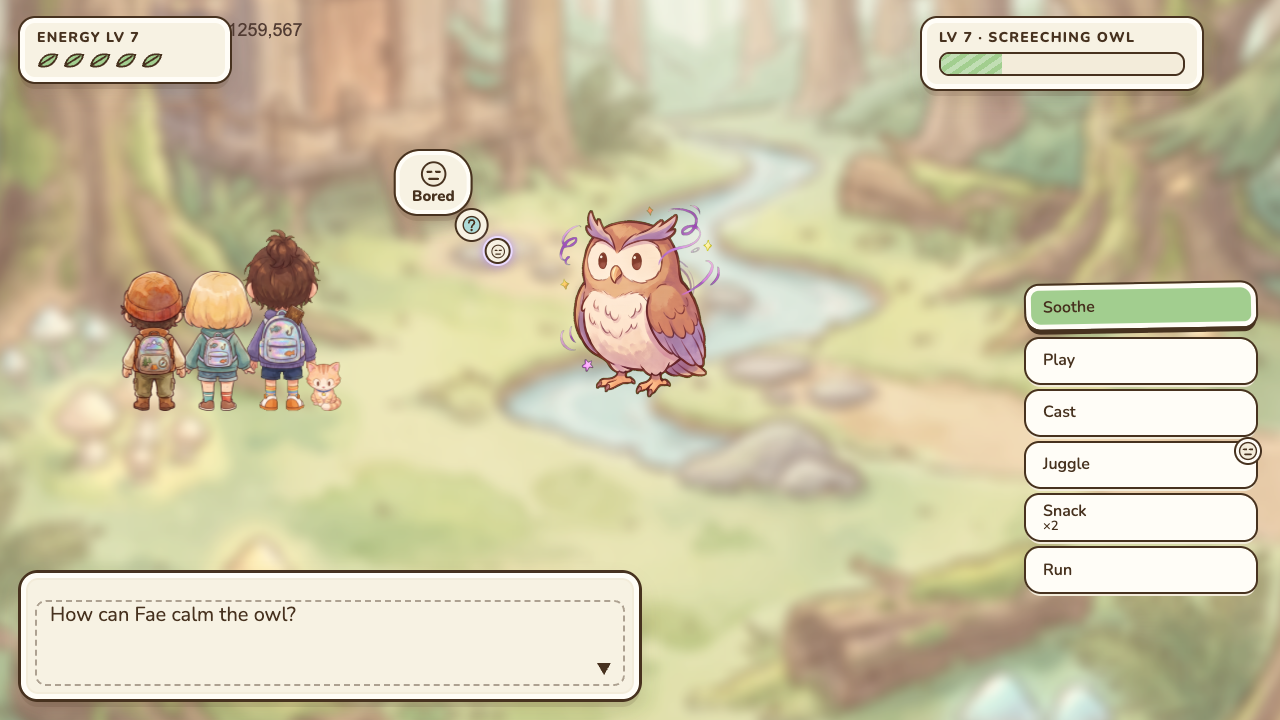 ENERGY LV 7
1259,567
LV 7 · SCREECHING OWL
Bored
?
Soothe
Play
Cast
Juggle
Snack
×2
Run
How can Fae calm the owl?